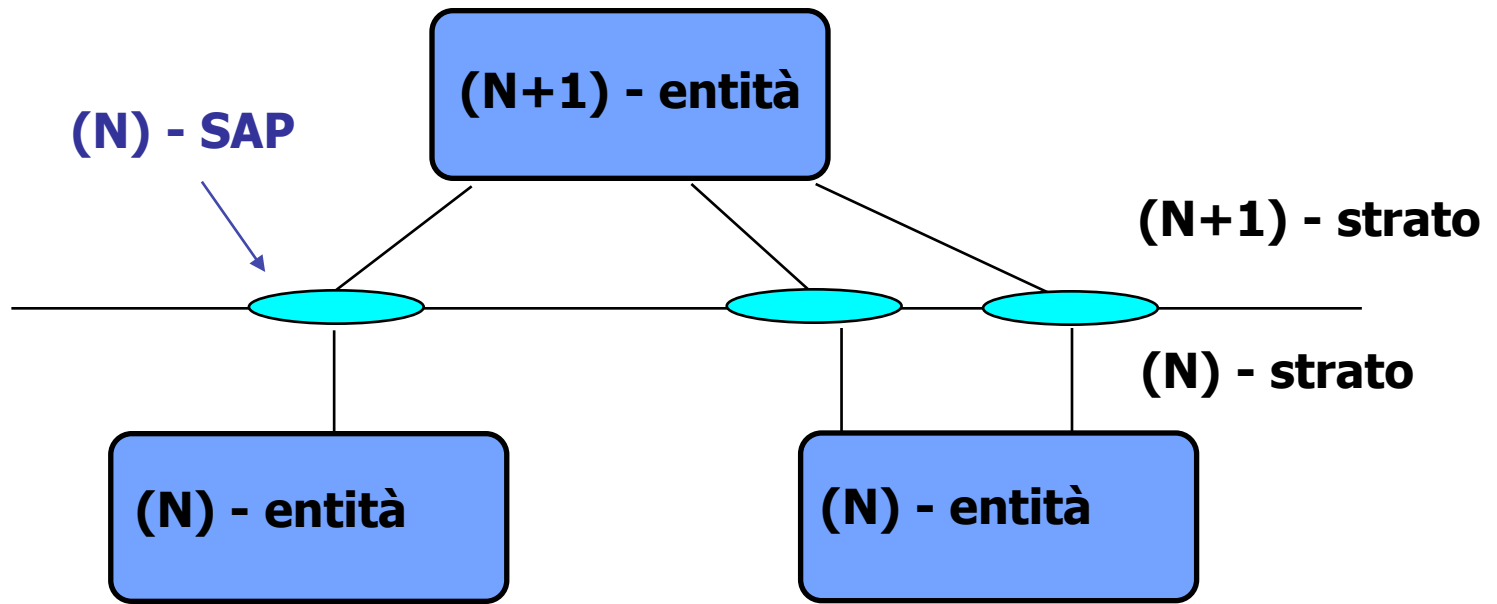 (N+1) - entità
(N) - SAP
(N+1) - strato
(N) - strato
(N) - entità
(N) - entità